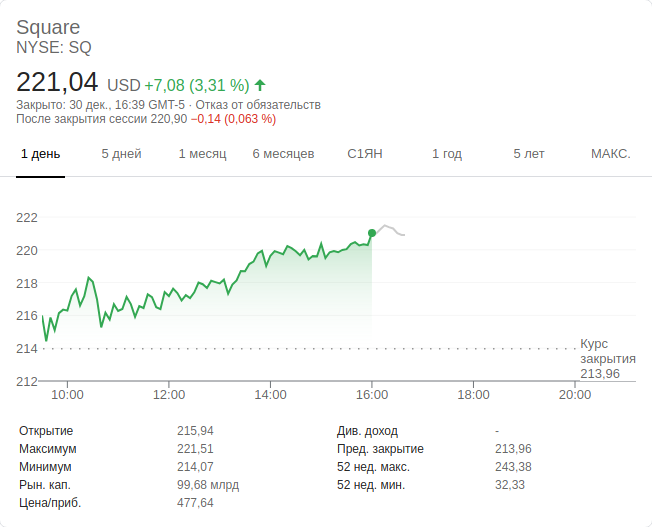 Square
NYSE: SQ
221,04 USD +7,08 (3,31 %)
Закрыто: 30 дек., 16:39 GMT-5 · Отказ от обязательств
После закрытия сессии 220,90 −0,14 (0,063 %)
1 день 5 дней 1 месяц 6 месяцев С1ЯН 1 год 5 лет МАКС.
222
220
218
216
214
212
Курс
закрытия
213,96
10:00 12:00 14:00 16:00 18:00 20:00
Открытие 215,94 Див. доход -
Максимум 221,51 Пред. закрытие 213,96
Минимум 214,07 52 нед. макс. 243,38
Рын. кап. 99,68 млрд 52 нед. мин. 32,33
Цена/приб. 477,64